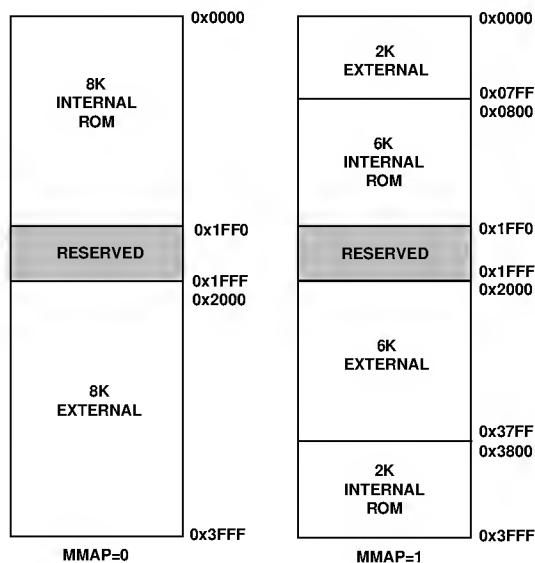 0x0000
8K
INTERNAL
ROM
0x1FF0
RESERVED
0x1FFF
0x2000
8K
EXTERNAL
0x3FFF
MMAP=0
0x0000
2K
EXTERNAL
0x07FF
0x0800
6K
INTERNAL
ROM
0x1FF0
RESERVED
0x1FFF
0x2000
6K
EXTERNAL
0x37FF
0x3800
2K
INTERNAL
ROM
0x3FFF
MMAP=1